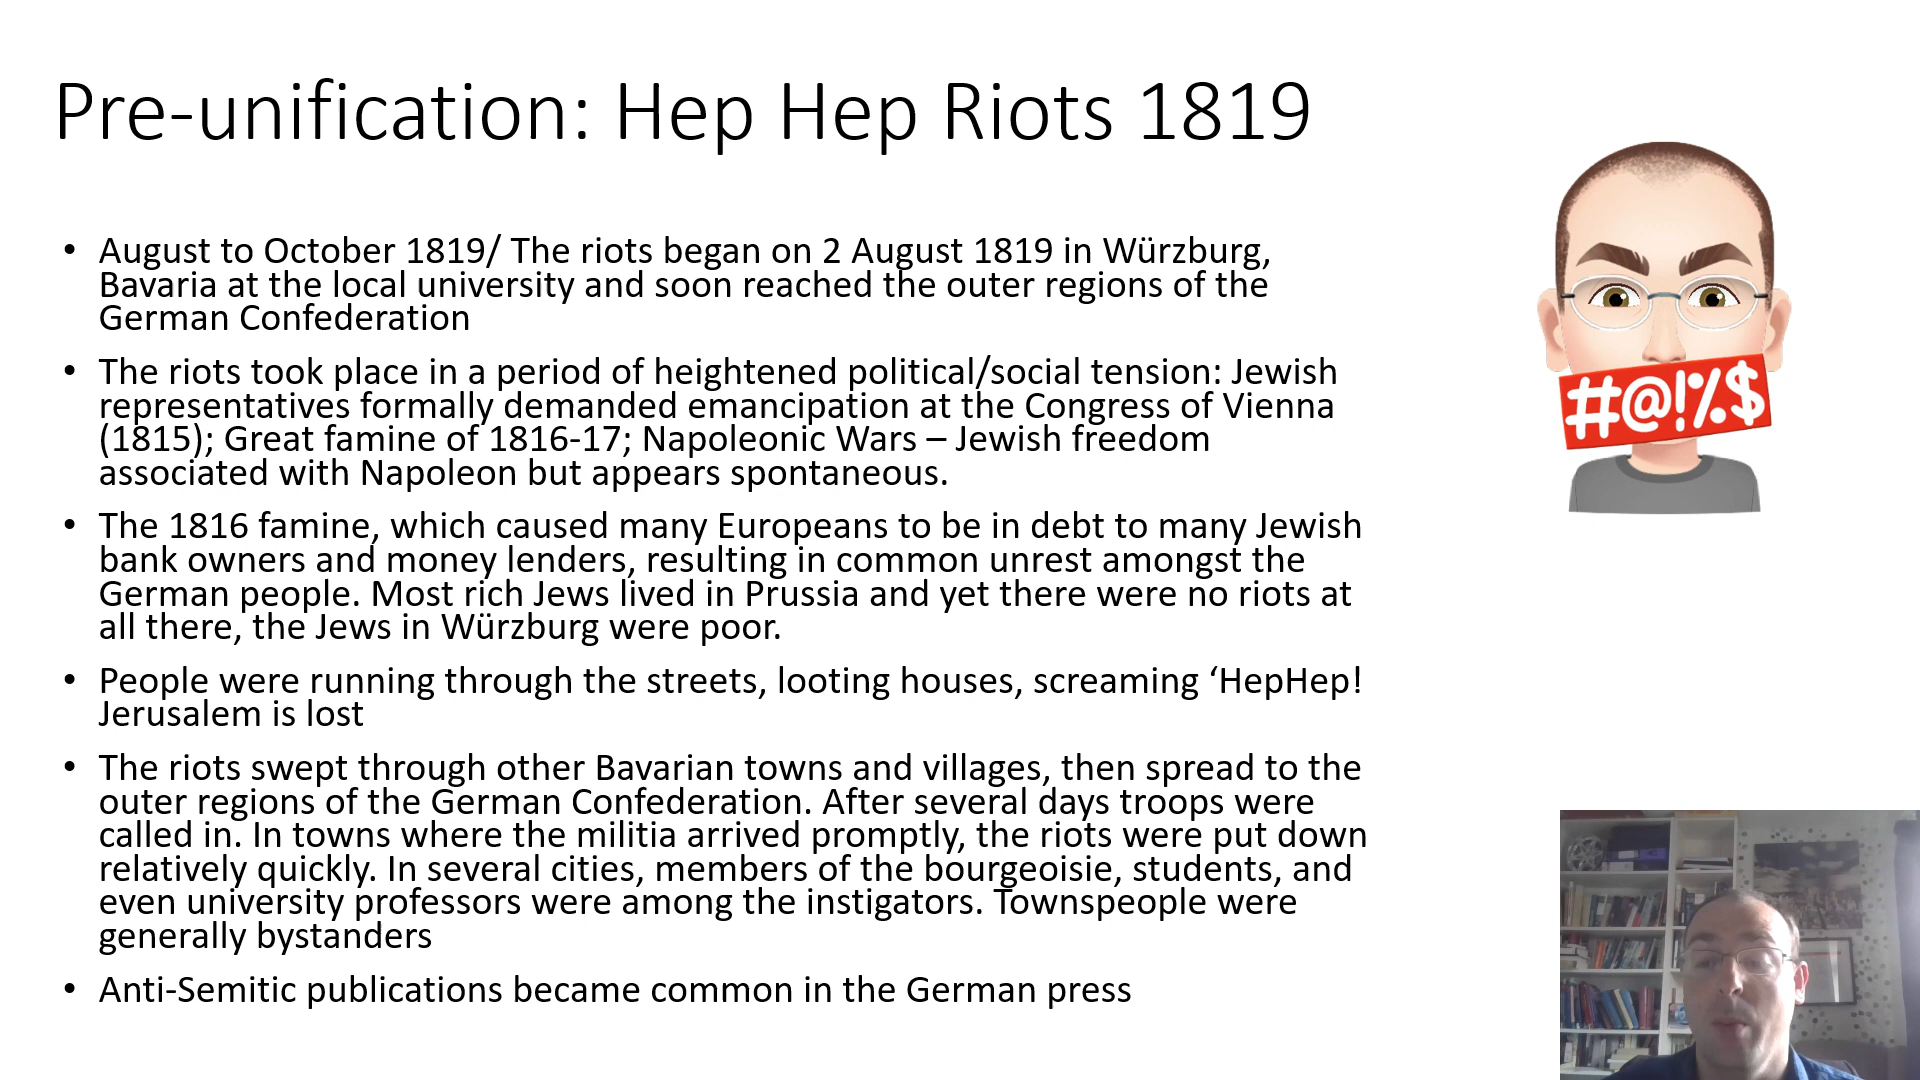 Pre-unification: Hep Hep Riots 1819
• August to October 1819/ The riots began on 2 August 1819 in Würzburg,
Bavaria at the local university and soon reached the outer regions of the
German Confederation
• The riots took place in a period of heightened political/social tension: Jewish
representatives formally demanded emancipation at the Congress of Vienna
(1815); Great famine of 1816-17; Napoleonic Wars – Jewish freedom
associated with Napoleon but appears spontaneous.
• The 1816 famine, which caused many Europeans to be in debt to many Jewish
bank owners and money lenders, resulting in common unrest amongst the
German people. Most rich Jews lived in Prussia and yet there were no riots at
all there, the Jews in Würzburg were poor.
• People were running through the streets, looting houses, screaming ‘HepHep!
Jerusalem is lost
• The riots swept through other Bavarian towns and villages, then spread to the
outer regions of the German Confederation. After several days troops were
called in. In towns where the militia arrived promptly, the riots were put down
relatively quickly. In several cities, members of the bourgeoisie, students, and
even university professors were among the instigators. Townspeople were
generally bystanders
• Anti-Semitic publications became common in the German press
#@!%$